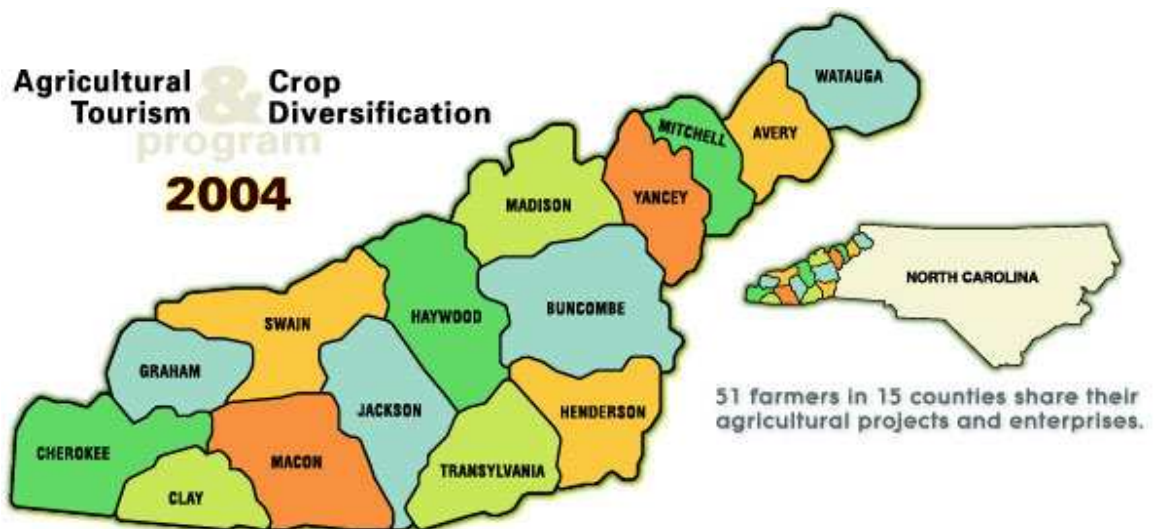 Agricultural & Crop
Tourism Diversification
program
2004
WATAUGA
AVERY
MITCHELL
YANCEY
MADISON
BUNCOMBE
HAYWOOD
SWAIN
GRAHAM
JACKSON
HENDERSON
CHEROKEE
MACON
TRANSYLVANIA
CLAY
NORTH CAROLINA
51 farmers in 15 counties share their
agricultural projects and enterprises.